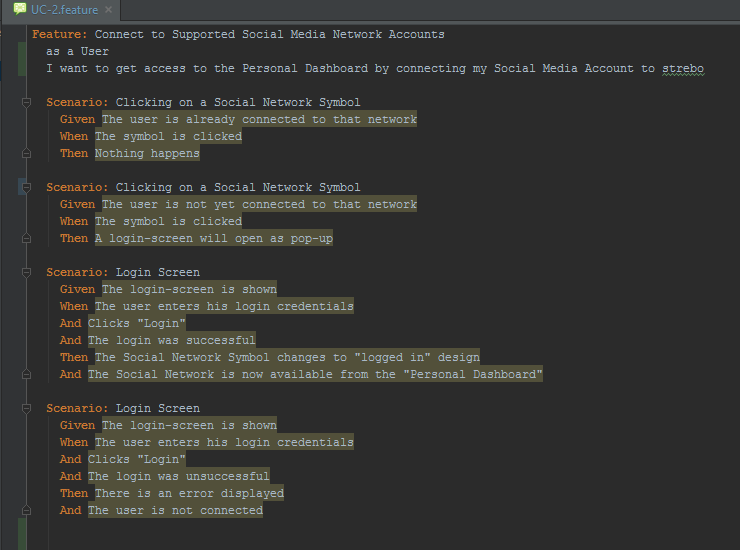 UC-2.feature
Feature: Connect to Supported Social Media Network Accounts
as a User
I want to get access to the Personal Dashboard by connecting my Social Media Account to strebo
Scenario: Clicking on a Social Network Symbol
Given The user is already connected to that network
When The symbol is clicked
Then Nothing happens
Scenario: Clicking on a Social Network Symbol
Given The user is not yet connected to that network
When The symbol is clicked
Then A login-screen will open as pop-up
Scenario: Login Screen
Given The login-screen is shown
When The user enters his login credentials
And Clicks "Login"
And The login was successful
Then The Social Network Symbol changes to "logged in" design
And The Social Network is now available from the "Personal Dashboard"
Scenario: Login Screen
Given The login-screen is shown
When The user enters his login credentials
And Clicks "Login"
And The login was unsuccessful
Then There is an error displayed
And The user is not connected